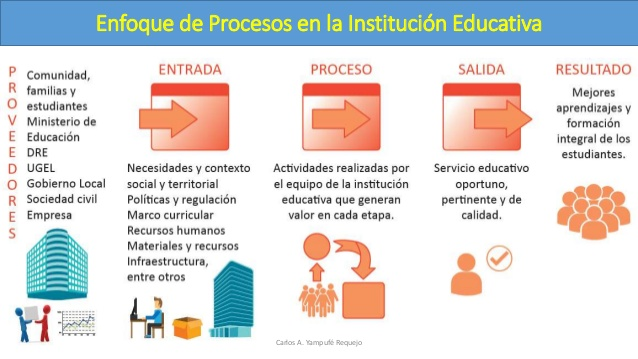 Enfoque de Procesos en la Institución Educativa
PROVEEDORES
Comunidad,
familias y
estudiantes
Ministerio de
Educación
DRE
UGEL
Gobierno Local
Sociedad civil
Empresa
ENTRADA
Necesidades y contexto
social y territorial
Políticas y regulación
Marco curricular
Recursos humanos
Materiales y recursos
Infraestructura,
entre otros
PROCESO
Actividades realizadas por
el equipo de la institución
educativa que generan
valor en cada etapa.
SALIDA
Servicio educativo
oportuno,
pertinente y de
calidad.
RESULTADO
Mejores
aprendizajes y
formación
integral de los
estudiantes.
Carlos A. Yampufé Requejo